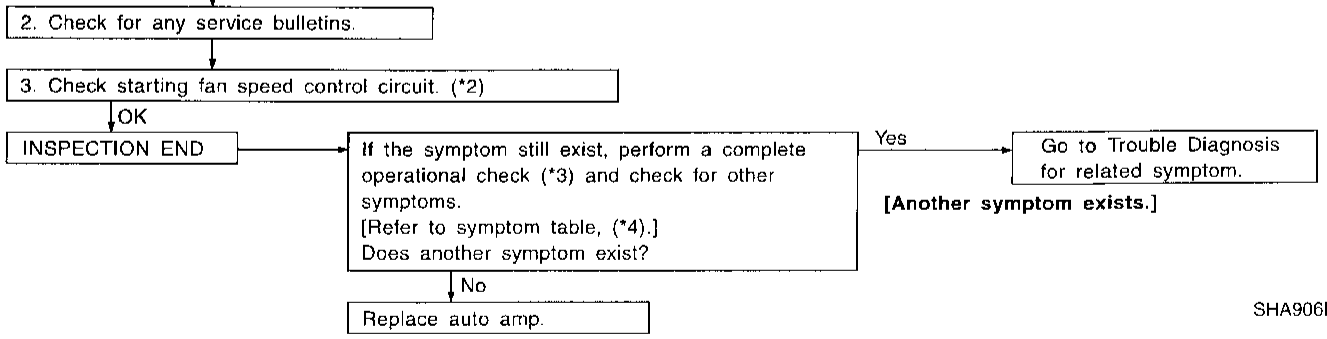 2. Check for any service bulletins.
3. Check starting fan speed control circuit. (*2)
OK
INSPECTION END
If the symptom still exist, perform a complete
operational check (*3) and check for other
symptoms.
[Refer to symptom table, (*4).]
Does another symptom exist?
Yes
[Another symptom exists.]
Go to Trouble Diagnosis
for related symptom.
No
Replace auto amp.
SHA906I